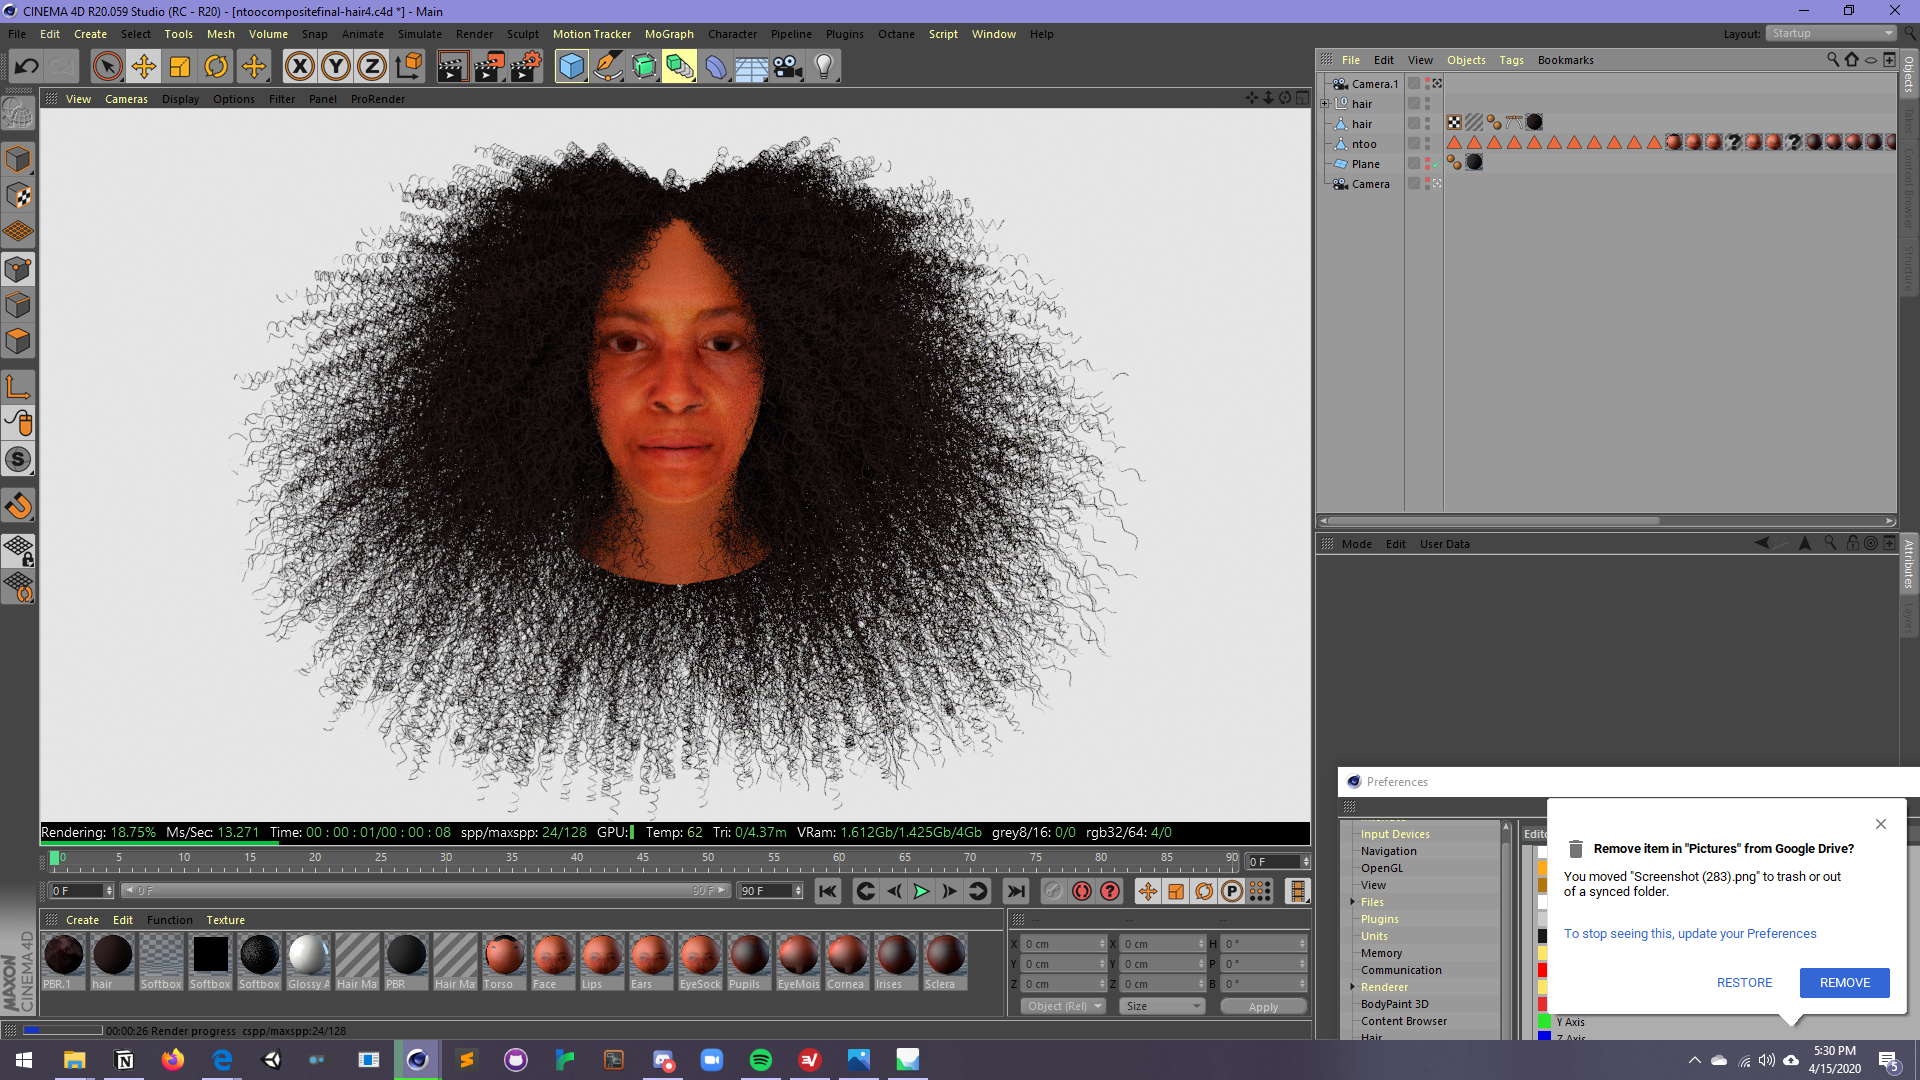 CINEMA 4D R20.059 Studio (RC - R20) - [ntoocompositefinal-hair4.c4d *] - Main
File Edit Create Select Tools Mesh Volume Snap Animate Simulate Render Sculpt Motion Tracker MoGraph Character Pipeline Plugins Octane Script Window Help
Layout: Startup
File Edit View Objects Tags Bookmarks
Camera.1
hair
hair
ntoo
Plane
Camera
Objects
Takes
Content Browser
Structure
View Cameras Display Options Filter Panel ProRender
Rendering: 18.75% Ms/Sec: 13.271 Time: 00 : 00 : 01/00 : 00 : 08 spp/maxspp: 24/128 GPU: Temp: 62 Tri: 0/4.37m VRam: 1.612Gb/1.425Gb/4Gb grey8/16: 0/0 rgb32/64: 4/0
0 5 10 15 20 25 30 35 40 45 50 55 60 65 70 75 80 85 90 0 F
0 F 0 F 90 F 90 F
Create Edit Function Texture
PBR.1 hair Softbox Softbox Softbox Glossy A Hair Ma PBR Hair Ma Torso Face Lips Ears EyeSock Pupils EyeMois Cornea Irises Sclera
-- -- --
X 0 cm X 0 cm H 0 °
Y 0 cm Y 0 cm P 0 °
Z 0 cm Z 0 cm B 0 °
Object (Rel) Size Apply
MAXON
CINEMA 4D
00:00:26 Render progress cspp/maxspp:24/128
Mode Edit User Data
Attributes
Layers
Preferences
Input Devices
Navigation
OpenGL
View
Files
Plugins
Units
Memory
Communication
Renderer
BodyPaint 3D
Content Browser
Hair
Edito
Y Axis
Z Axis
Remove item in "Pictures" from Google Drive?
You moved "Screenshot (283).png" to trash or out
of a synced folder.
To stop seeing this, update your Preferences
RESTORE REMOVE
5:30 PM
4/15/2020
5